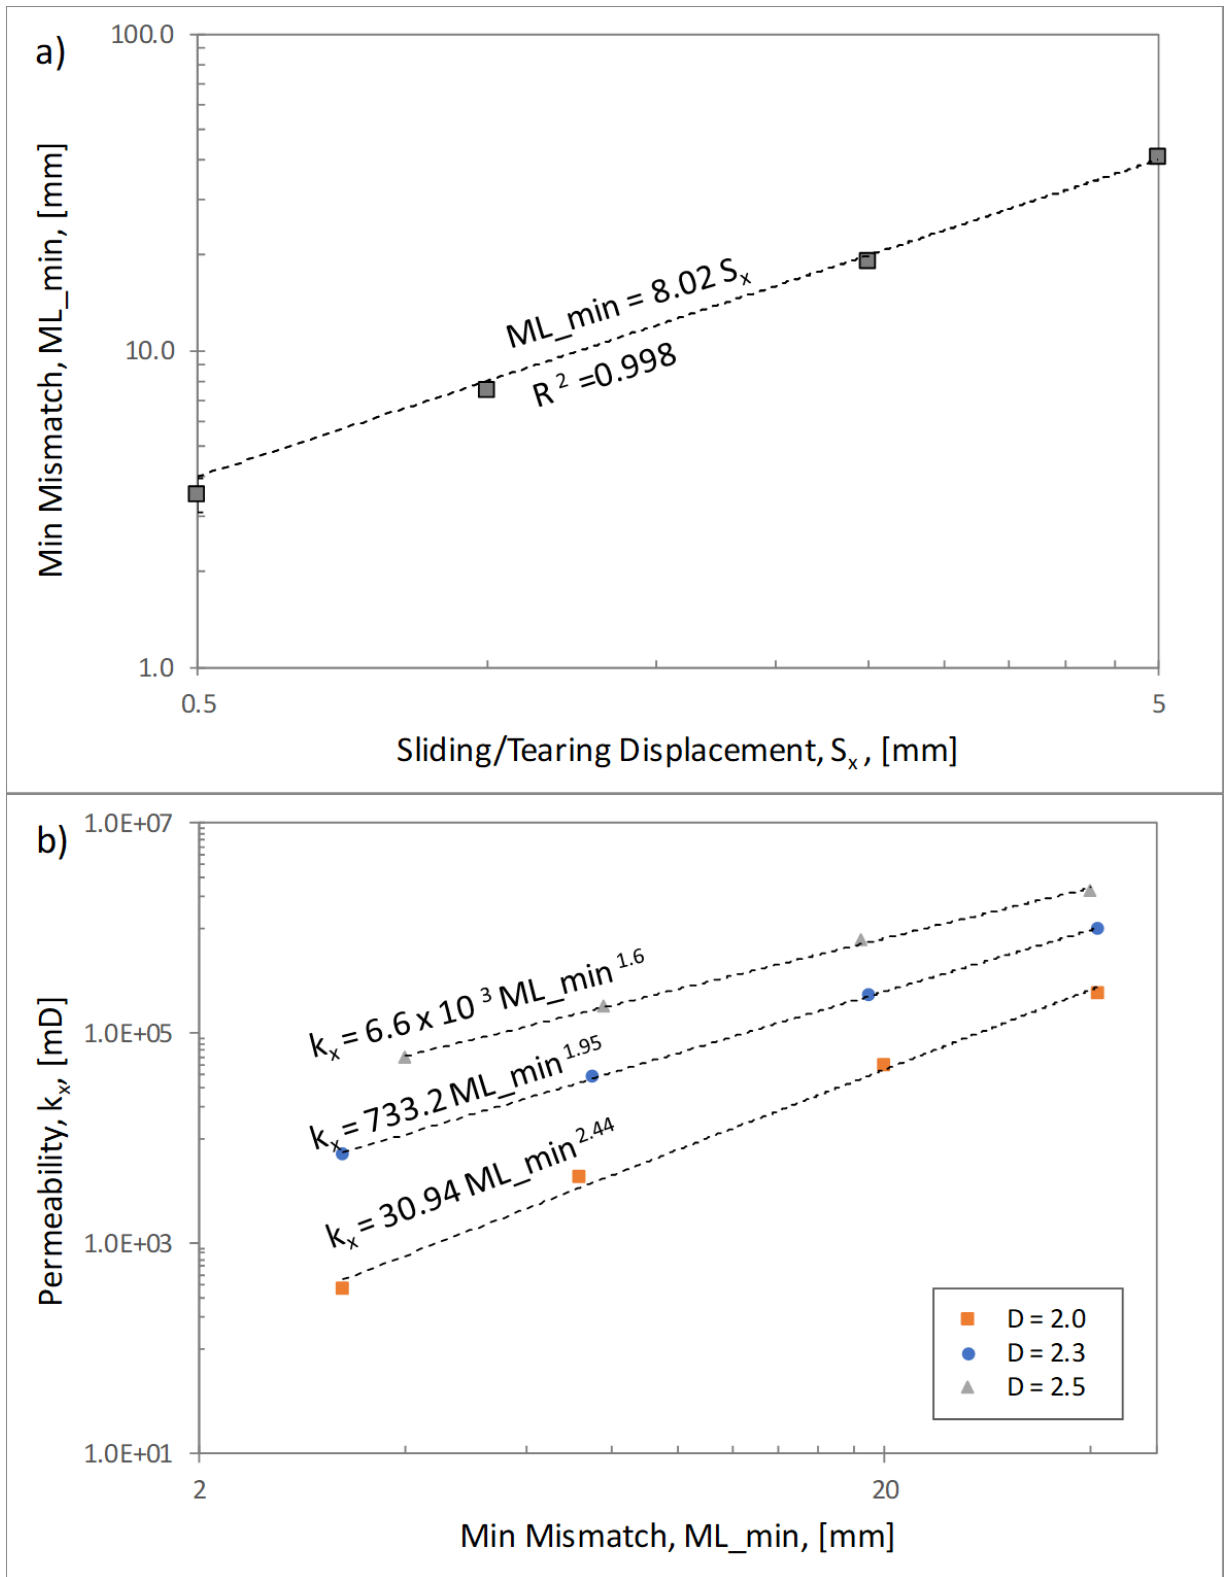 a)
100.0
10.0
1.0
Min Mismatch, ML_min, [mm]
ML_min = 8.02 Sₓ
R ² =0.998
0.5
5
Sliding/Tearing Displacement, Sₓ , [mm]
b)
1.0E+07
1.0E+05
1.0E+03
1.0E+01
Permeability, kₓ, [mD]
kₓ = 6.6 x 10 ³ ML_min ¹·⁶
kₓ = 733.2 ML_min ¹·⁹⁵
kₓ = 30.94 ML_min ²·⁴⁴
D = 2.0
D = 2.3
D = 2.5
2
20
Min Mismatch, ML_min, [mm]